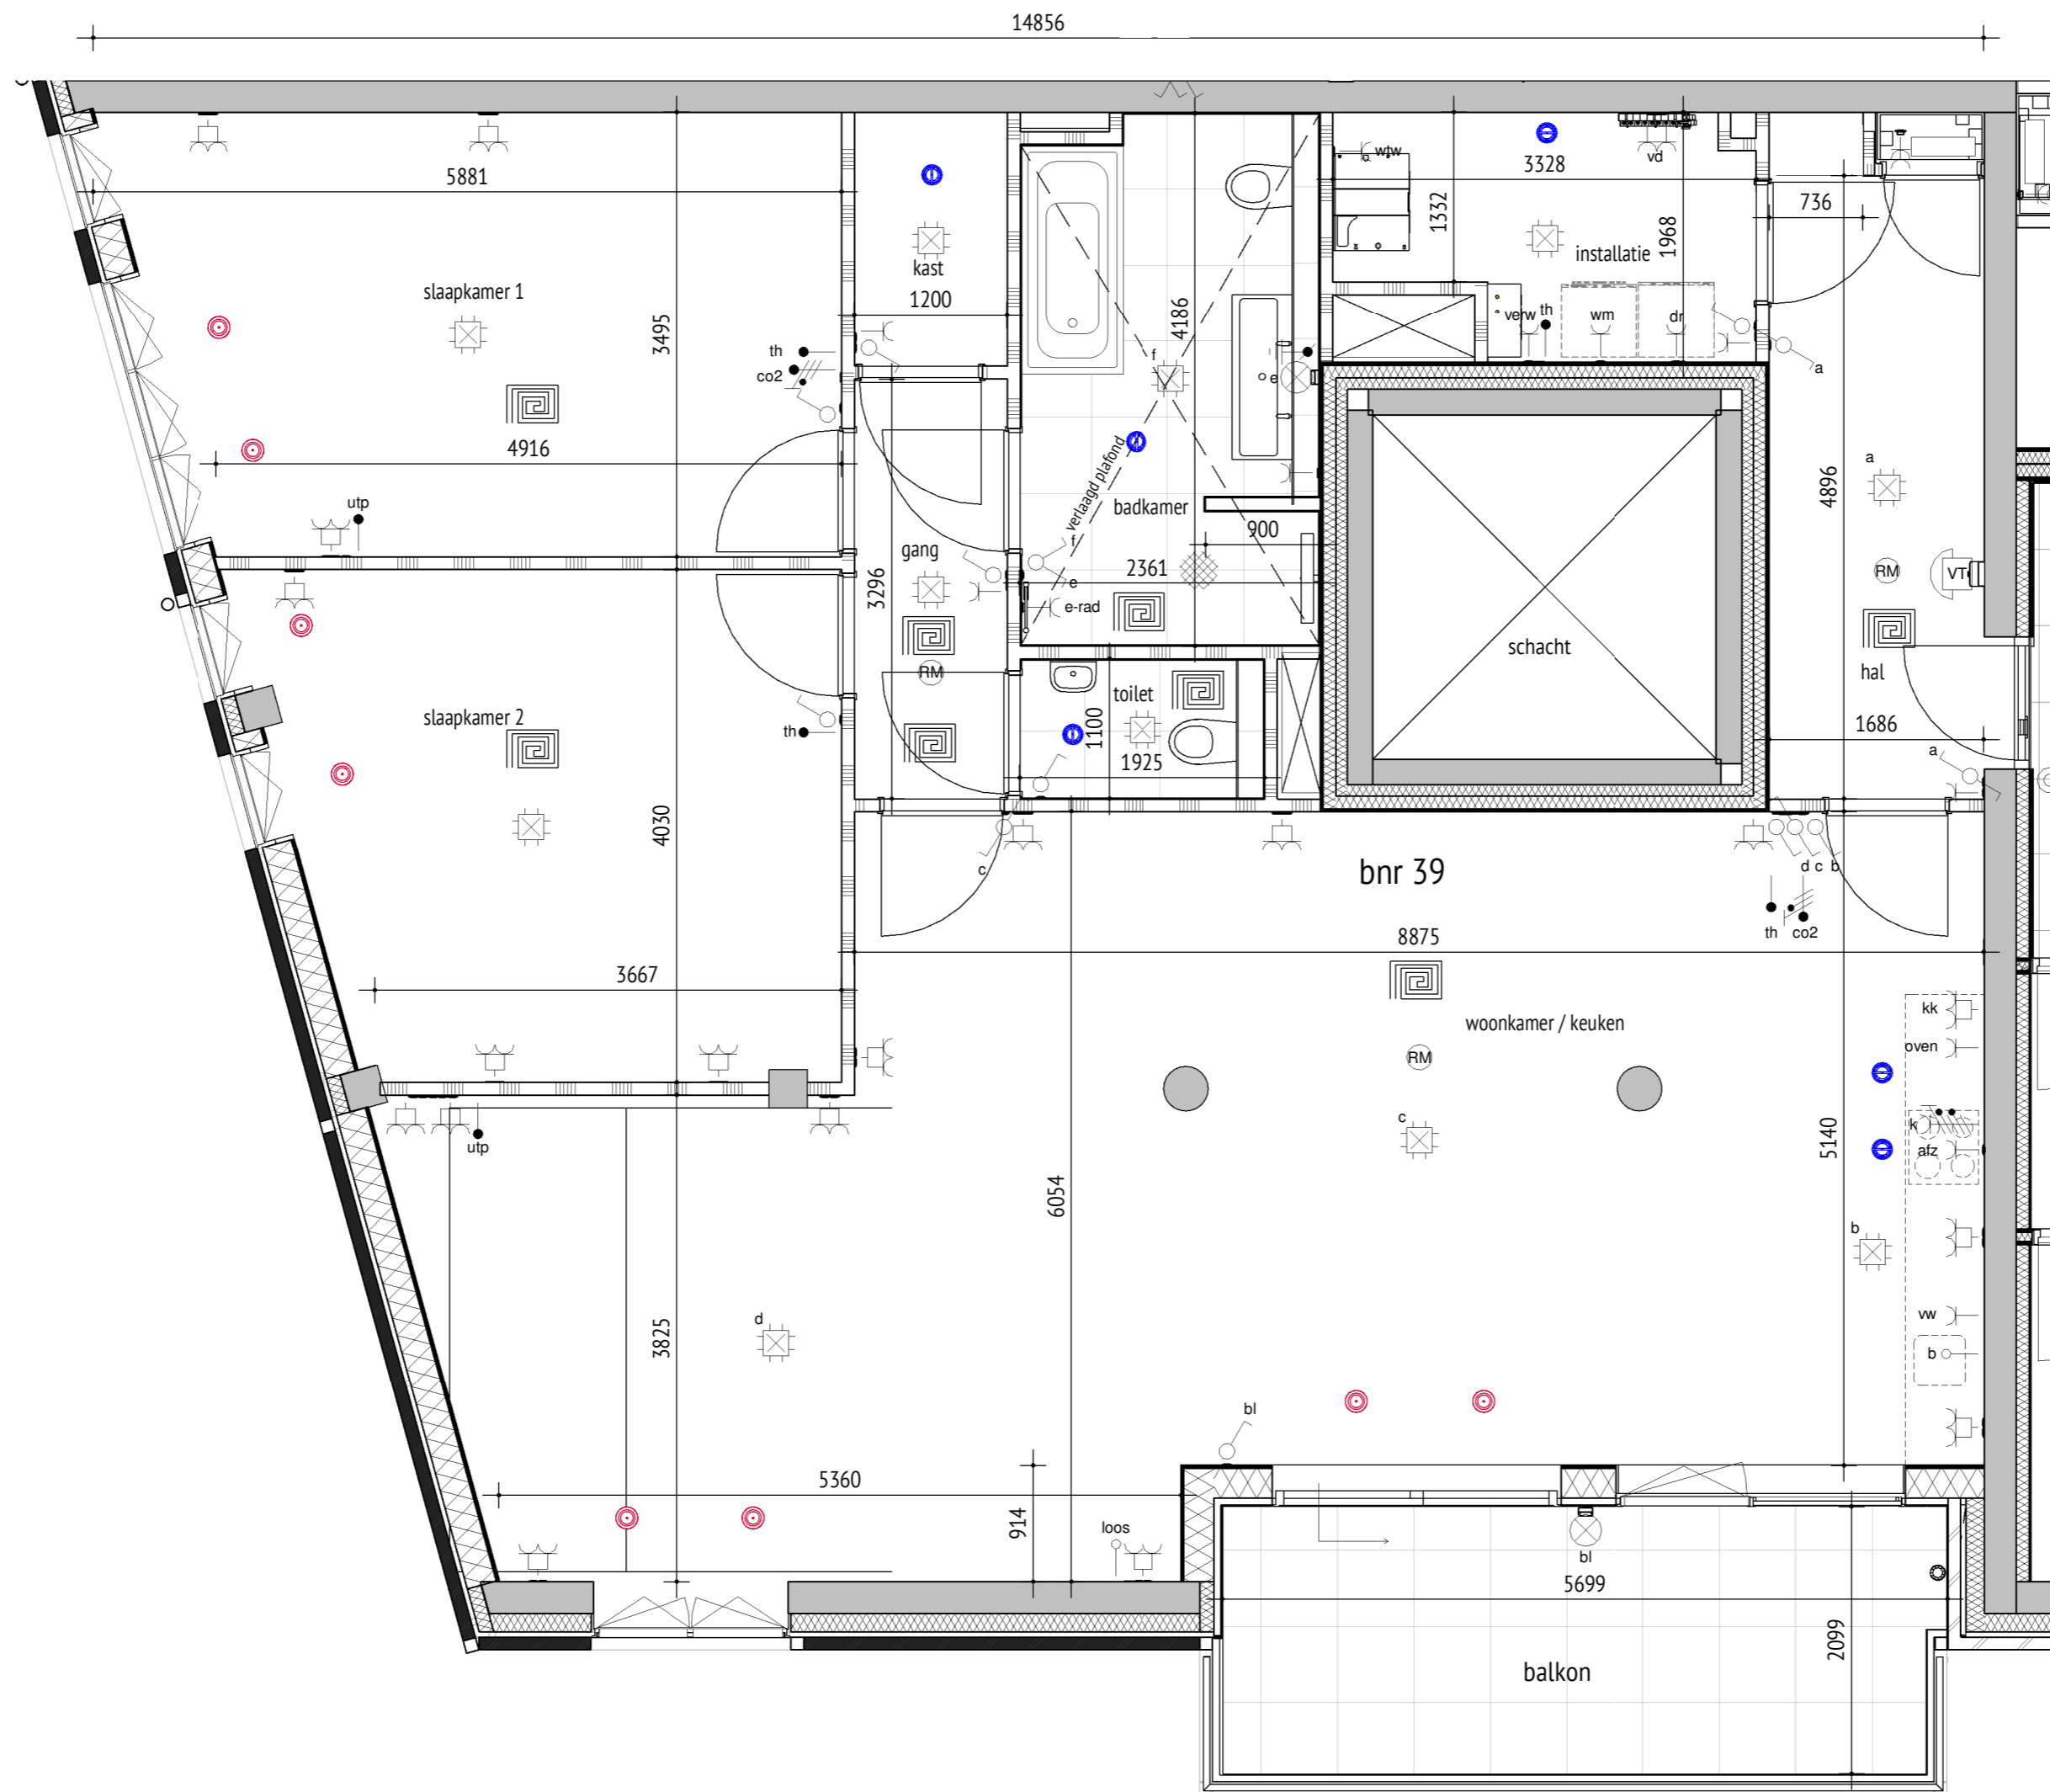 14856
5881
wtw
3328
vd
1332
1968
736
kast
1200
installatie
slaapkamer 1
3495
4186
th
co2
f
e
verw th
wm
dr
a
4916
utp
verlaagd plafond
badkamer
900
a
4896
gang
f
2361
e
e-rad
3296
RM
VT
schacht
hal
RM
slaapkamer 2
toilet
1100
1925
th
1686
a
4030
c
bnr 39
d c b
th co2
8875
3667
woonkamer / keuken
kk
oven
RM
c
k
afz
utp
5140
6054
b
d
3825
vw
b
bl
5360
914
loos
bl
5699
2099
balkon